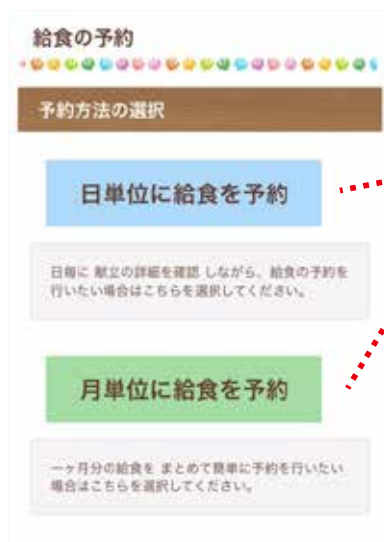 給食の予約
予約方法の選択
日単位に給食を予約
日毎に 献立の詳細を確認 しながら、給食の予約を
行いたい場合はこちらを選択してください。
月単位に給食を予約
一ヶ月分の給食を まとめて簡単に予約を行いたい
場合はこちらを選択してください。